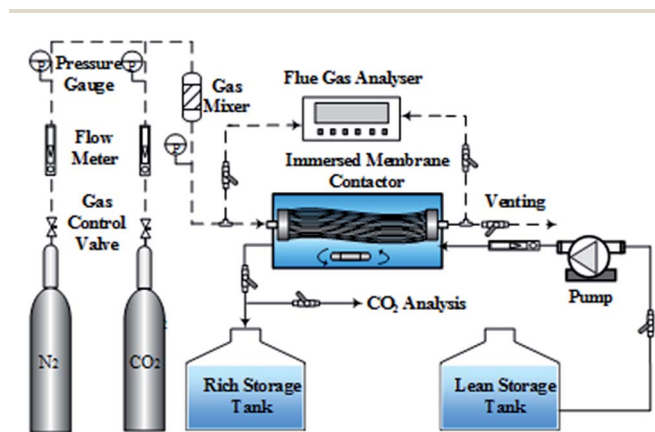 P
Pressure
Gauge
P
Gas
Mixer
Flue Gas Analyser
Flow
Meter
P
Immersed Membrane
Contactor
Gas
Control
Valve
Venting
Pump
CO₂ Analysis
N2
CO2
Rich Storage
Tank
Lean Storage
Tank